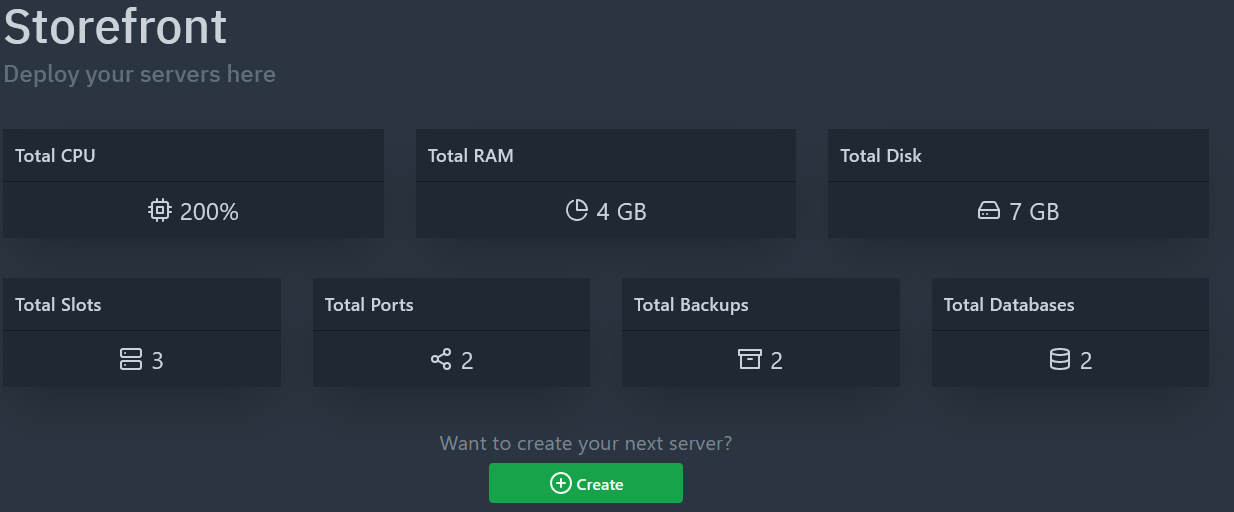 Storefront
Deploy your servers here
Total CPU
200%
Total RAM
4 GB
Total Disk
7 GB
Total Slots
3
Total Ports
2
Total Backups
2
Total Databases
2
Want to create your next server?
Create